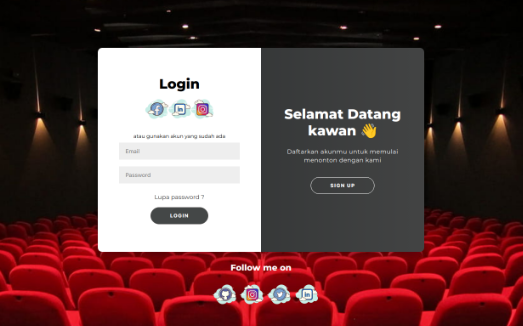 Login
atau gunakan akun yang sudah ada
Email
Password
Lupa password ?
LOGIN
Selamat Datang
kawan 👋
Daftarkan akunmu untuk memulai
menonton dengan kami
SIGN UP
Follow me on